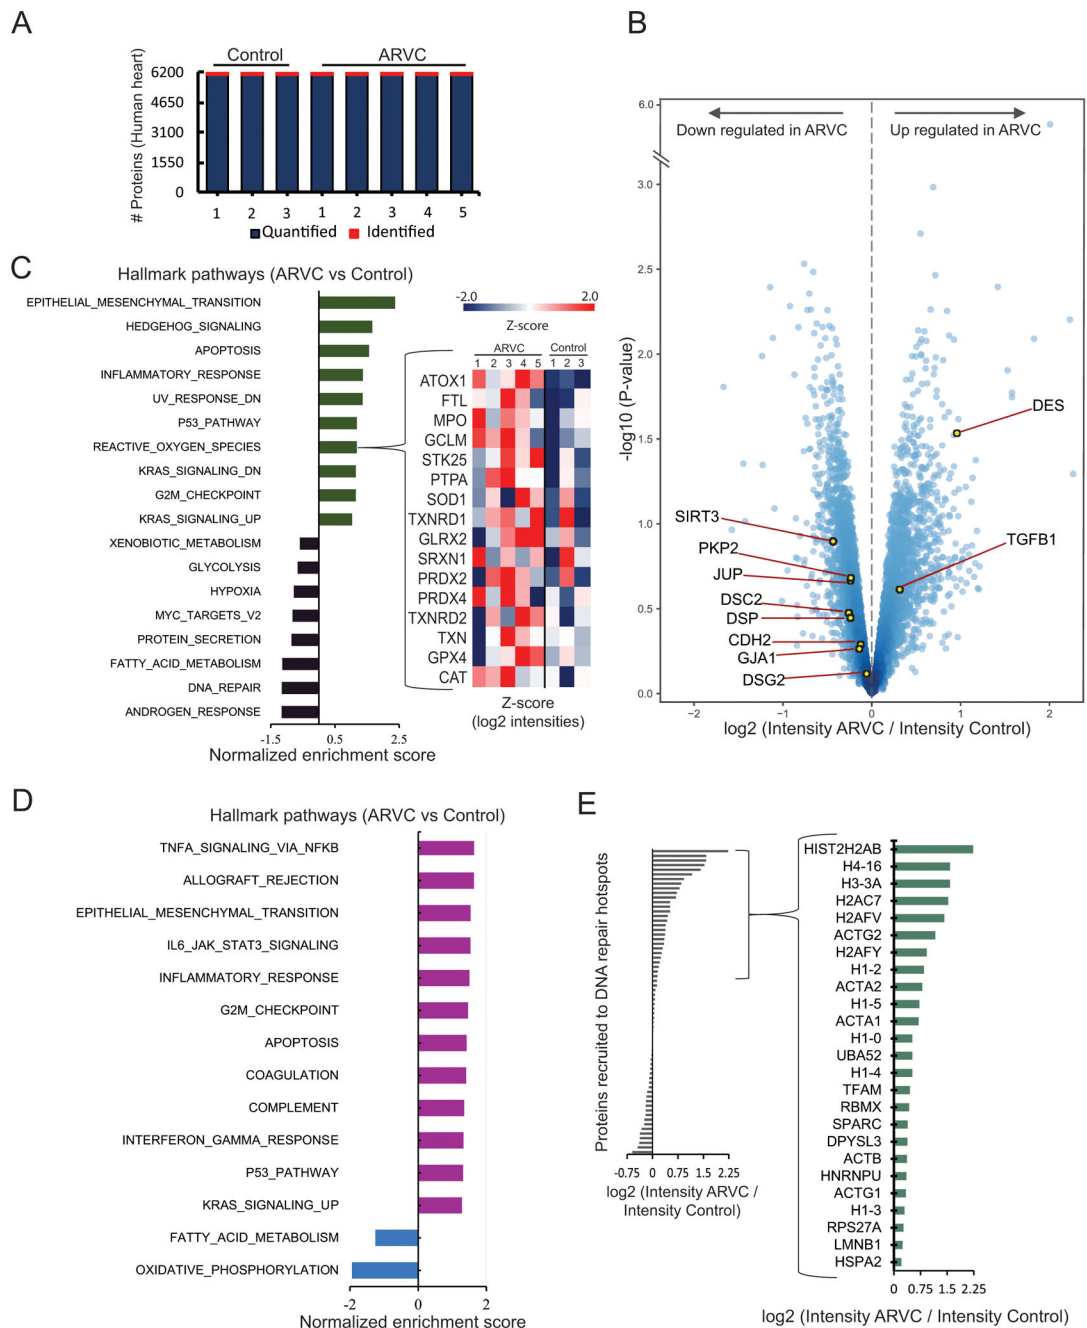 A
Control ARVC
# Proteins (Human heart)
6200
4650
3100
1550
0
1 2 3 1 2 3 4 5
Quantified Identified
B
6.0
3.0
2.5
2.0
1.5
1.0
0.5
0.0
-log10 (P-value)
Down regulated in ARVC
Up regulated in ARVC
DES
SIRT3
PKP2
TGFB1
JUP
DSC2
DSP
CDH2
GJA1
DSG2
−2 −1 0 1 2
log2 (Intensity ARVC / Intensity Control)
C
Hallmark pathways (ARVC vs Control)
EPITHELIAL_MESENCHYMAL_TRANSITION
HEDGEHOG_SIGNALING
APOPTOSIS
INFLAMMATORY_RESPONSE
UV_RESPONSE_DN
P53_PATHWAY
REACTIVE_OXYGEN_SPECIES
KRAS_SIGNALING_DN
G2M_CHECKPOINT
KRAS_SIGNALING_UP
XENOBIOTIC_METABOLISM
GLYCOLYSIS
HYPOXIA
MYC_TARGETS_V2
PROTEIN_SECRETION
FATTY_ACID_METABOLISM
DNA_REPAIR
ANDROGEN_RESPONSE
-1.5 0.5 2.5
Normalized enrichment score
-2.0 2.0
Z-score
ARVC Control
1 2 3 4 5 1 2 3
ATOX1
FTL
MPO
GCLM
STK25
PTPA
SOD1
TXNRD1
GLRX2
SRXN1
PRDX2
PRDX4
TXNRD2
TXN
GPX4
CAT
Z-score
(log2 intensities)
D
Hallmark pathways (ARVC vs Control)
TNFA_SIGNALING_VIA_NFKB
ALLOGRAFT_REJECTION
EPITHELIAL_MESENCHYMAL_TRANSITION
IL6_JAK_STAT3_SIGNALING
INFLAMMATORY_RESPONSE
G2M_CHECKPOINT
APOPTOSIS
COAGULATION
COMPLEMENT
INTERFERON_GAMMA_RESPONSE
P53_PATHWAY
KRAS_SIGNALING_UP
FATTY_ACID_METABOLISM
OXIDATIVE_PHOSPHORYLATION
-2 0 2
Normalized enrichment score
E
Proteins recruited to DNA repair hotspots
-0.75 0 0.75 1.5 2.25
log2 (Intensity ARVC /
Intensity Control)
HIST2H2AB
H4-16
H3-3A
H2AC7
H2AFV
ACTG2
H2AFY
H1-2
ACTA2
H1-5
ACTA1
H1-0
UBA52
H1-4
TFAM
RBMX
SPARC
DPYSL3
ACTB
HNRNPU
ACTG1
H1-3
RPS27A
LMNB1
HSPA2
0 0.75 1.5 2.25
log2 (Intensity ARVC / Intensity Control)